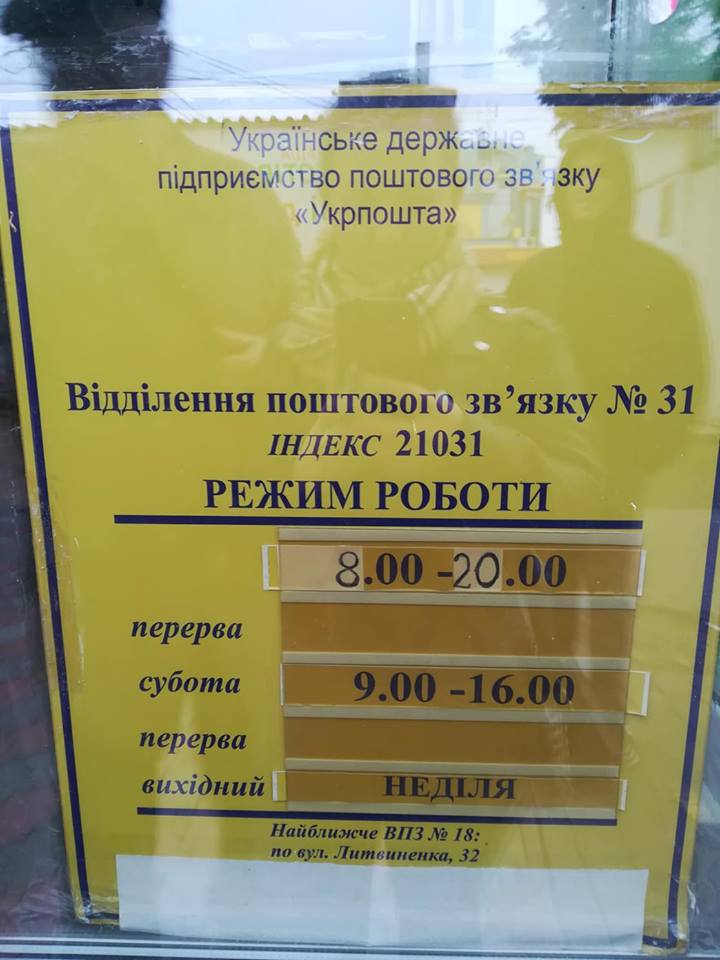 Українське державне
підприємство поштового зв'язку
«Укрпошта»
Відділення поштового зв'язку № 31
ІНДЕКС 21031
РЕЖИМ РОБОТИ
8.00 -20.00
перерва
субота 9.00 -16.00
перерва
вихідний НЕДІЛЯ
Найближче ВПЗ № 18:
по вул. Литвиненка, 32